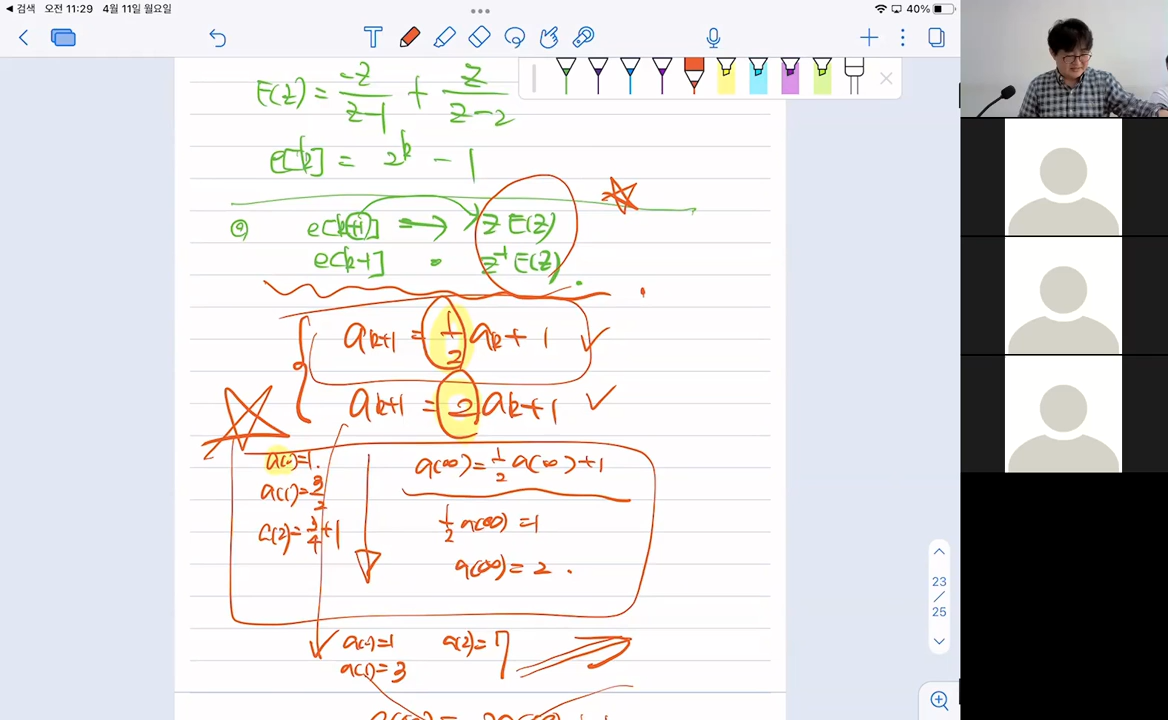 ◀ 검색 오전 11:29 4월 11일 월요일
40%
E(z) = -z/z-1 + z/z-2
e[k] = 2^k - 1
e[k+1] → z E(z)
e[k-1] z^-1 E(z)
a_k+1 = 1/2 a_k + 1
a_k+1 = 2 a_k + 1
a(0)=1
a(1)=3/2
a(2)=3/4+1
a(∞)=1/2 a(∞)+1
1/2 a(∞)=1
a(∞)=2
a(0)=1
a(1)=3
a(2)=7
23
/
25